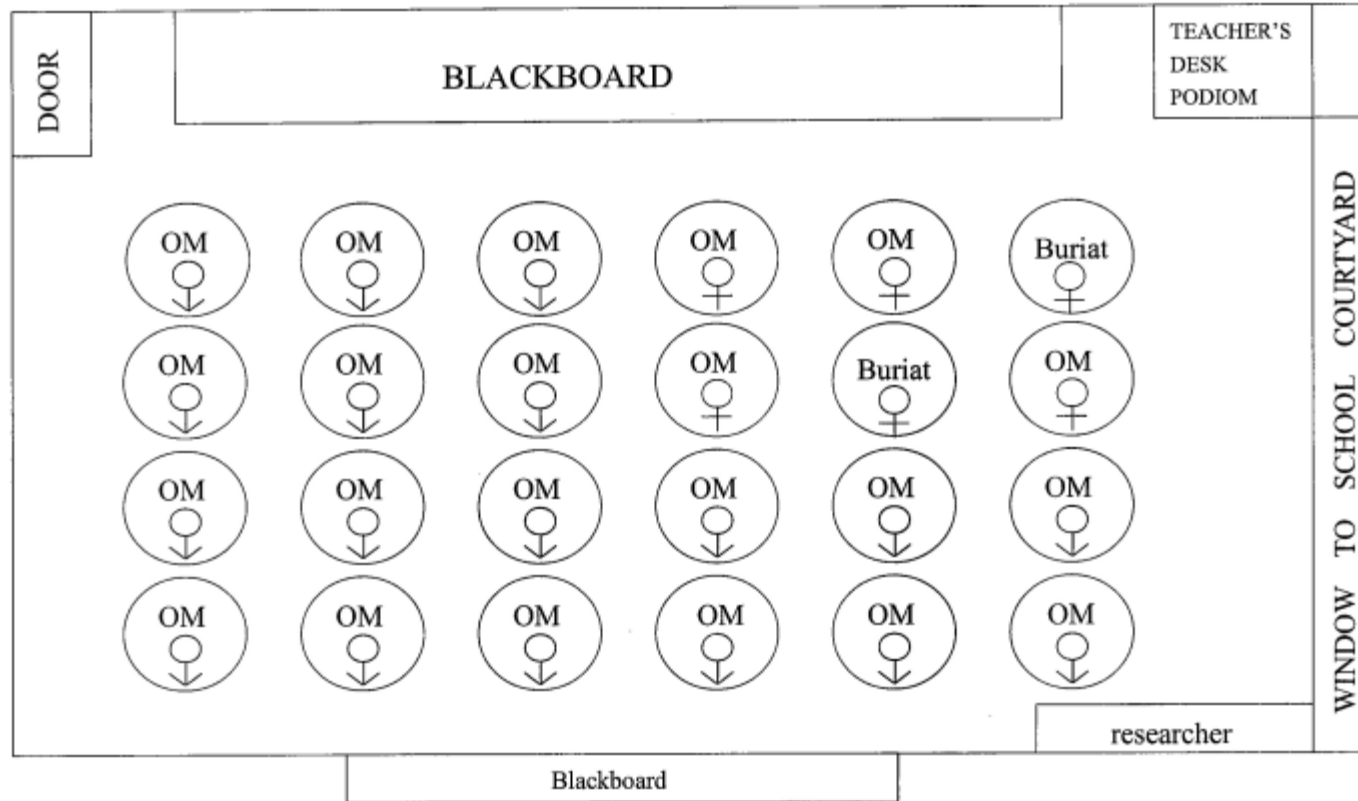 DOOR
BLACKBOARD
TEACHER'S
DESK
PODIOM
OM OM OM OM OM Buriat
OM OM OM OM Buriat OM
OM OM OM OM OM OM
OM OM OM OM OM OM
WINDOW TO SCHOOL COURTYARD
researcher
Blackboard